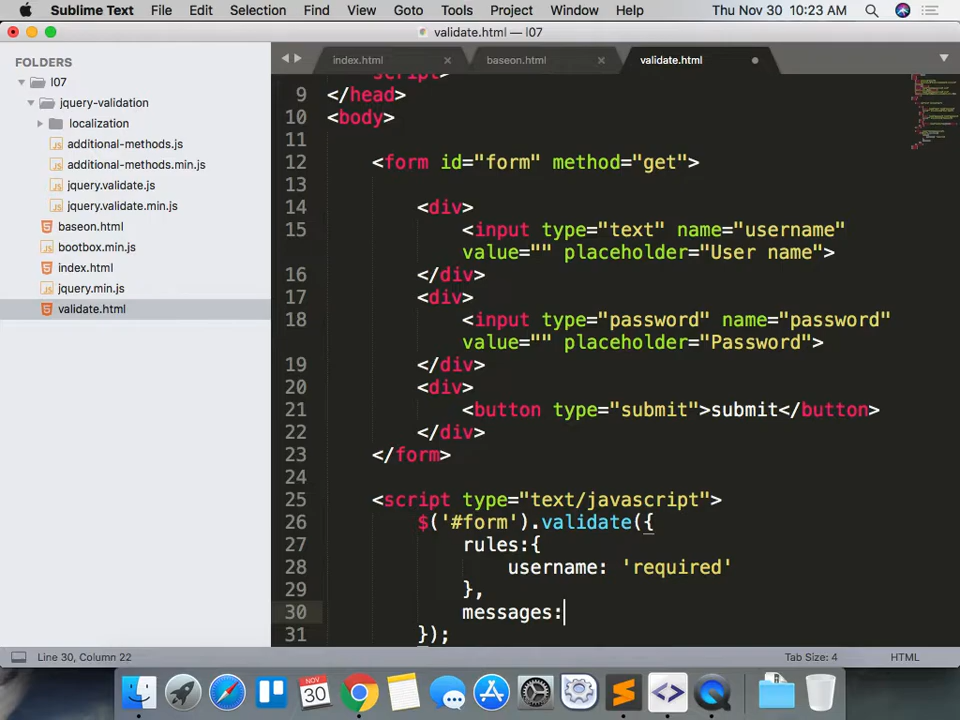 Sublime Text File Edit Selection Find View Goto Tools Project Window Help Thu Nov 30 10:23 AM
validate.html — l07
FOLDERS
l07
jquery-validation
localization
additional-methods.js
additional-methods.min.js
jquery.validate.js
jquery.validate.min.js
baseon.html
bootbox.min.js
index.html
jquery.min.js
validate.html
index.html × baseon.html × validate.html
script>
9 </head>
10 <body>
11
12 <form id="form" method="get">
13
14 <div>
15 <input type="text" name="username"
value="" placeholder="User name">
16 </div>
17 <div>
18 <input type="password" name="password"
value="" placeholder="Password">
19 </div>
20 <div>
21 <button type="submit">submit</button>
22 </div>
23 </form>
24
25 <script type="text/javascript">
26 $('#form').validate({
27 rules:{
28 username: 'required'
29 },
30 messages:
31 });
Line 30, Column 22 Tab Size: 4 HTML
NOV
30